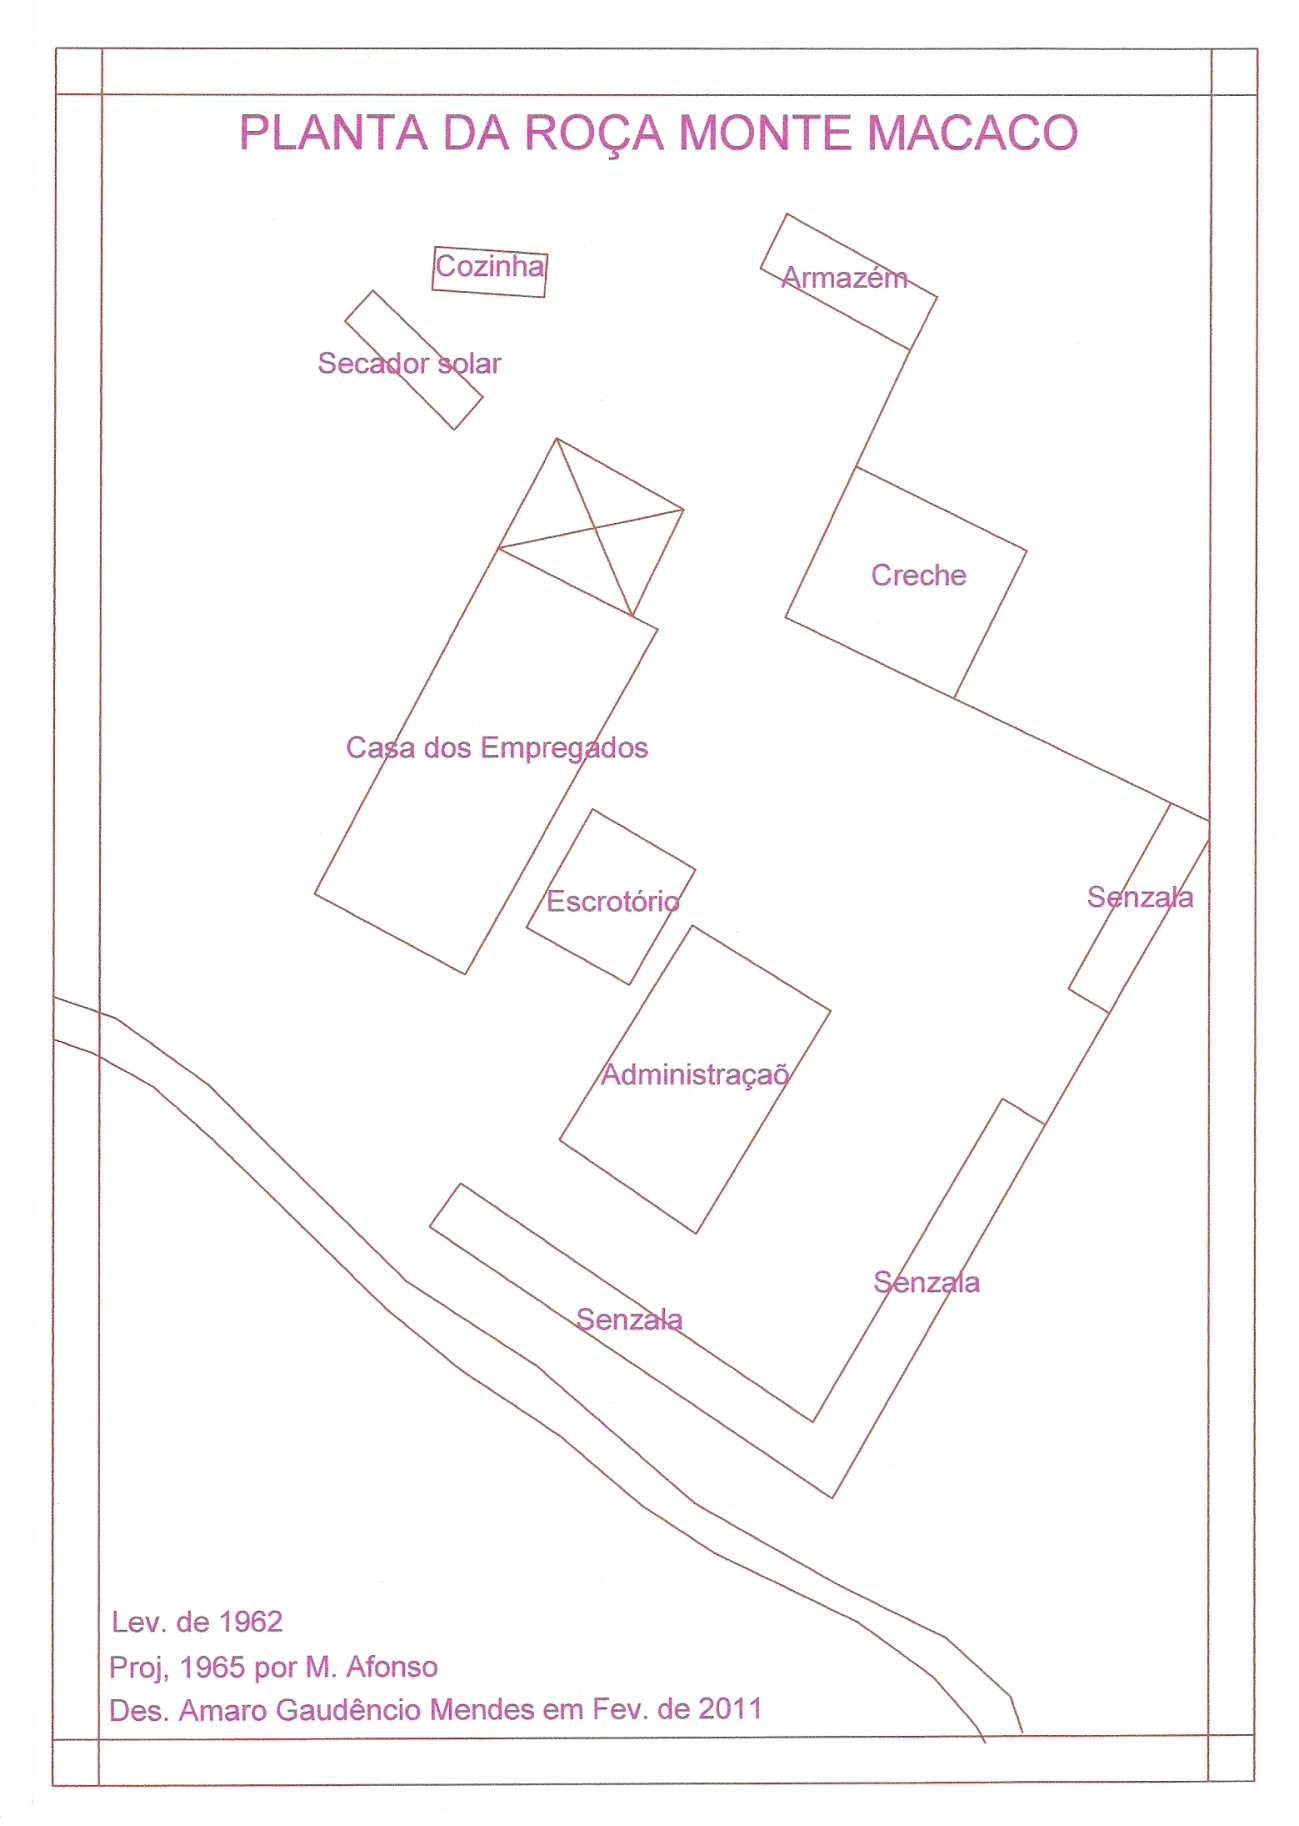 PLANTA DA ROÇA MONTE MACACO
Cozinha
Armazém
Secador solar
Creche
Casa dos Empregados
Escrotório
Senzala
Administraçaõ
Senzala
Senzala
Lev. de 1962
Proj, 1965 por M. Afonso
Des. Amaro Gaudêncio Mendes em Fev. de 2011